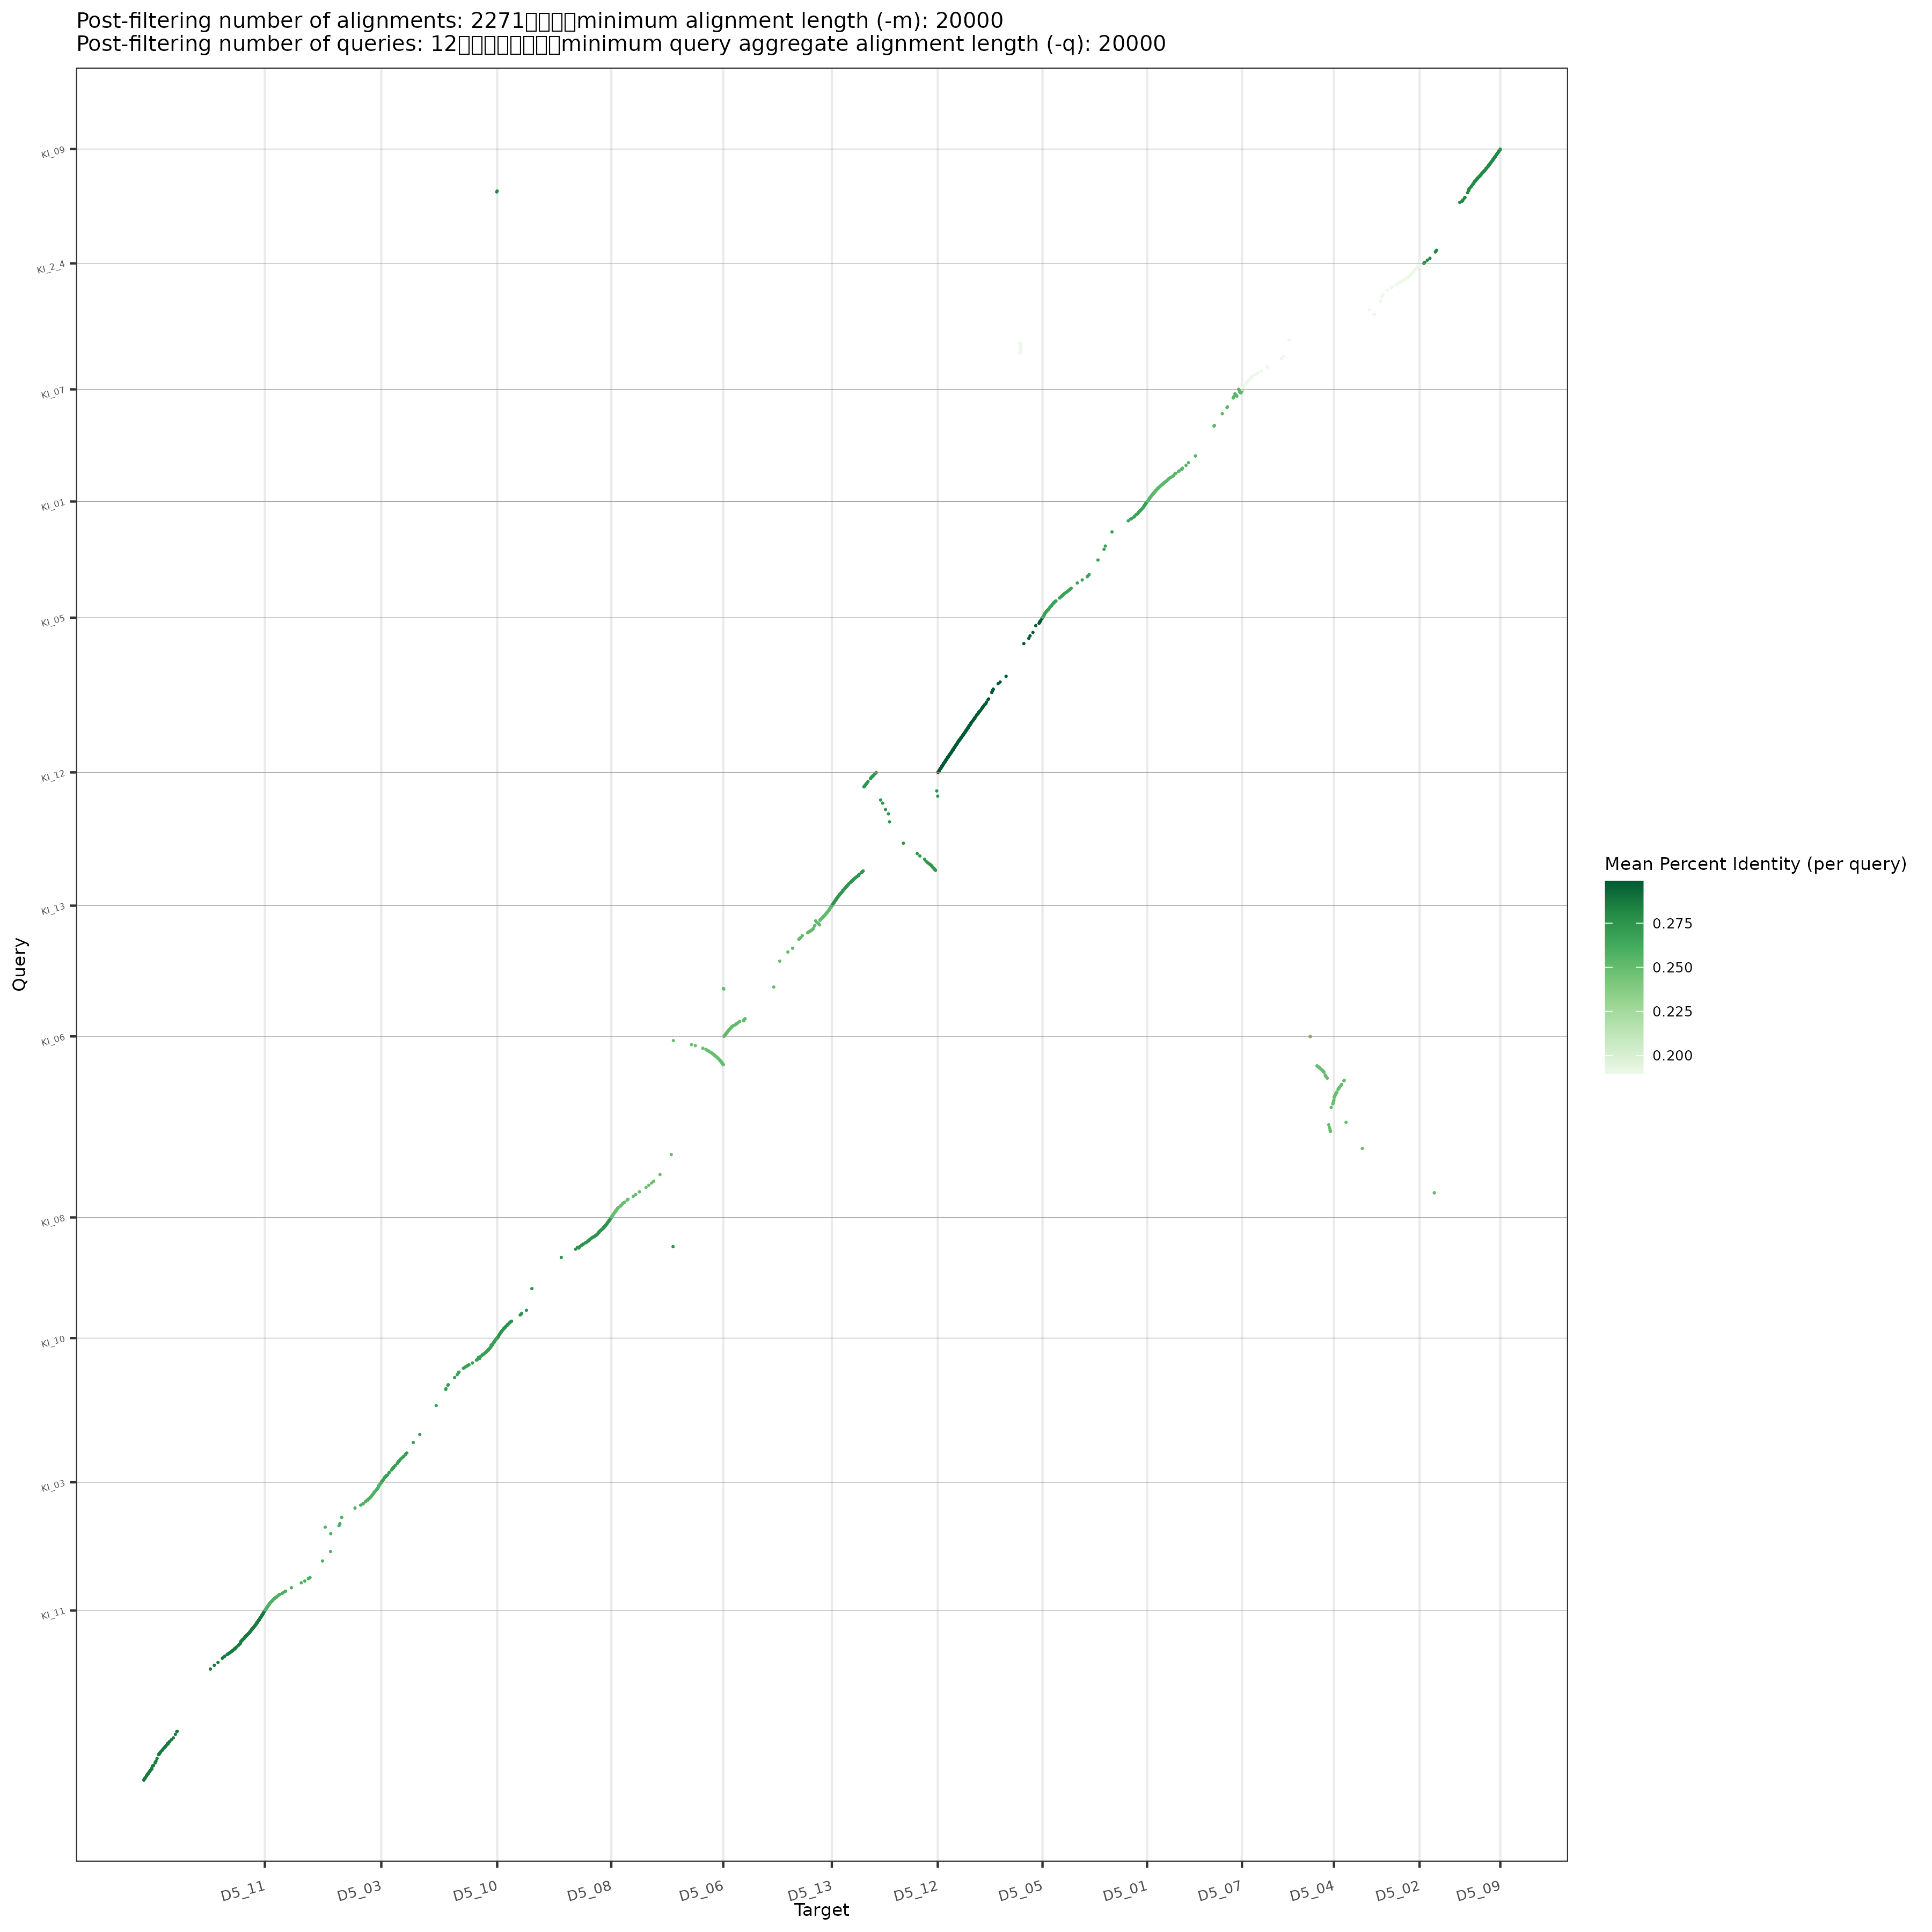 Post-filtering number of alignments: 2271□□□□minimum alignment length (-m): 20000
Post-filtering number of queries: 12□□□□□□□□minimum query aggregate alignment length (-q): 20000
KI_09
KI_2_4
KI_07
KI_01
KI_05
KI_12
KI_13
KI_06
KI_08
KI_10
KI_03
KI_11
Query
Mean Percent Identity (per query)
0.275
0.250
0.225
0.200
D5_11
D5_03
D5_10
D5_08
D5_06
D5_13
D5_12
D5_05
D5_01
D5_07
D5_04
D5_02
D5_09
Target